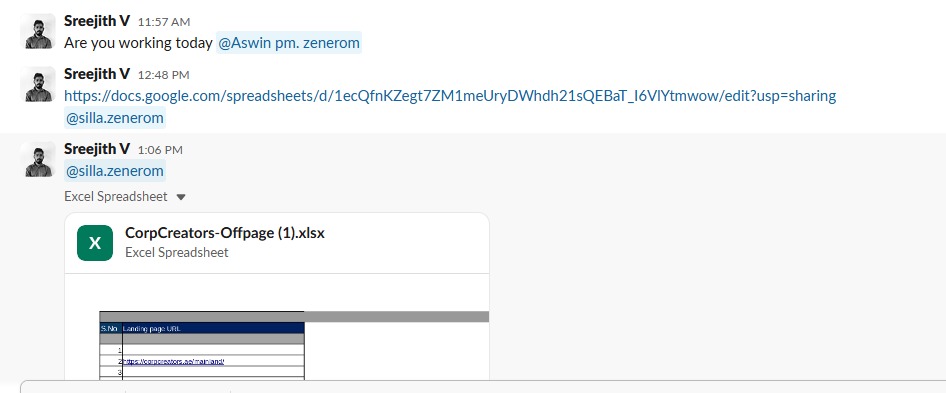 Sreejith V 11:57 AM
Are you working today @Aswin pm. zenerom
Sreejith V 12:48 PM
https://docs.google.com/spreadsheets/d/1ecQfnKZegt7ZM1meUryDWhdh21sQEBaT_I6VlYtmwow/edit?usp=sharing
@silla.zenerom
Sreejith V 1:06 PM
@silla.zenerom
Excel Spreadsheet
X
CorpCreators-Offpage (1).xlsx
Excel Spreadsheet
S.No Landing page URL
1
2 https://corpcreators.ae/mainland/
3